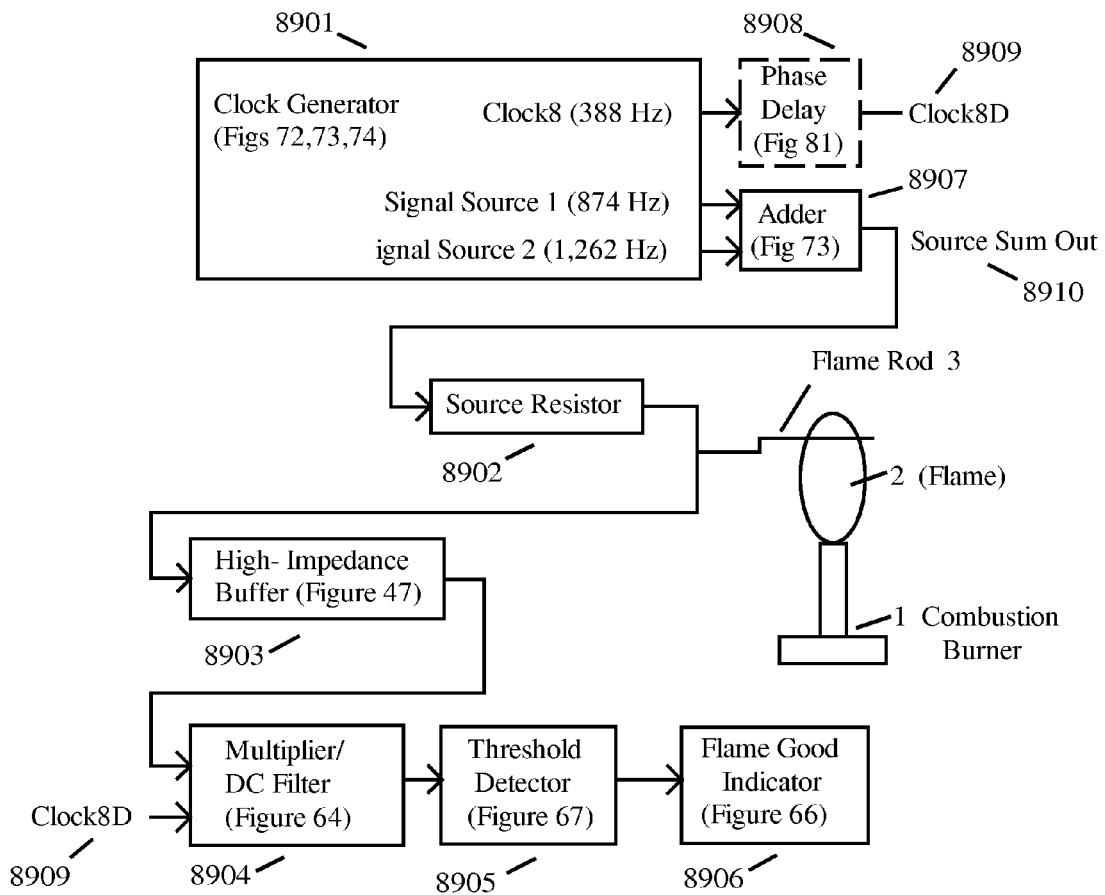 8901
8908
8909
Clock Generator
(Figs 72,73,74)
Clock8 (388 Hz)
Phase
Delay
(Fig 81)
Clock8D
8907
Signal Source 1 (874 Hz)
ignal Source 2 (1,262 Hz)
Adder
(Fig 73)
Source Sum Out
8910
Flame Rod 3
Source Resistor
8902
2 (Flame)
High- Impedance
Buffer (Figure 47)
8903
1 Combustion
Burner
Multiplier/
DC Filter
(Figure 64)
Threshold
Detector
(Figure 67)
Flame Good
Indicator
(Figure 66)
Clock8D
8909
8904
8905
8906